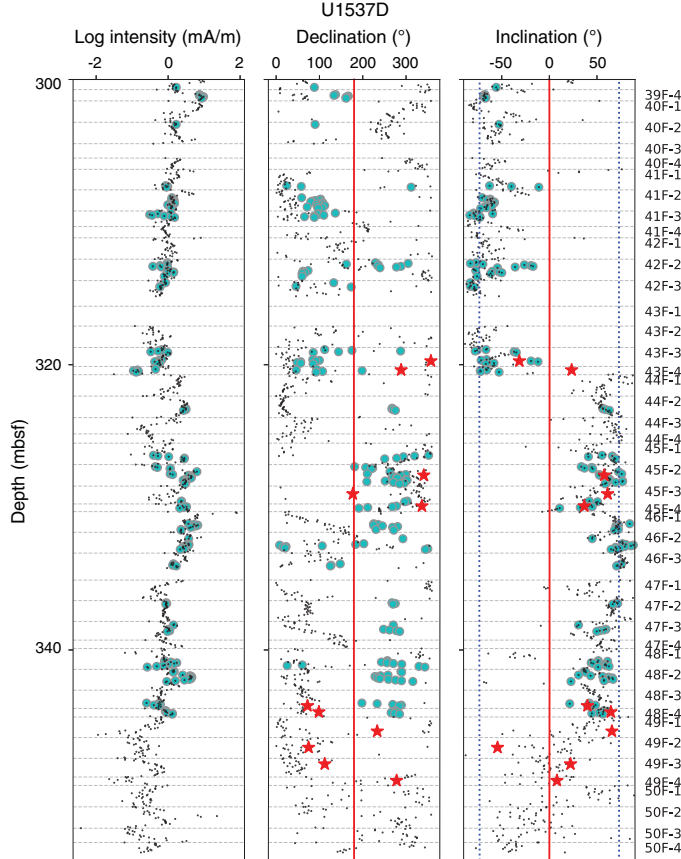 U1537D
Log intensity (mA/m) Declination (°) Inclination (°)
-2 0 2 0 100 200 300 0 50
300
320
340
Depth (mbsf)
39F-4
40F-1
40F-2
40F-3
40F-4
41F-1
41F-2
41F-3
41F-4
42F-1
42F-2
42F-3
43F-1
43F-2
43F-3
43F-4
44F-1
44F-2
44F-3
44F-4
45F-1
45F-2
45F-3
45F-4
46F-1
46F-2
46F-3
47F-1
47F-2
47F-3
47F-4
48F-1
48F-2
48F-3
48F-4
49F-1
49F-2
49F-3
49F-4
50F-1
50F-2
50F-3
50F-4